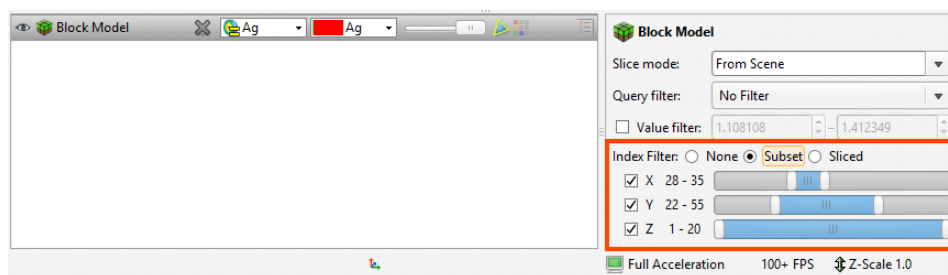 Block Model
Ag
Ag
Block Model
Slice mode:
From Scene
Query filter:
No Filter
Value filter:
1.108108
–
1.412349
Index Filter:
None
Subset
Sliced
X 28 - 35
Y 22 - 55
Z 1 - 20
Full Acceleration
100+ FPS
Z-Scale 1.0